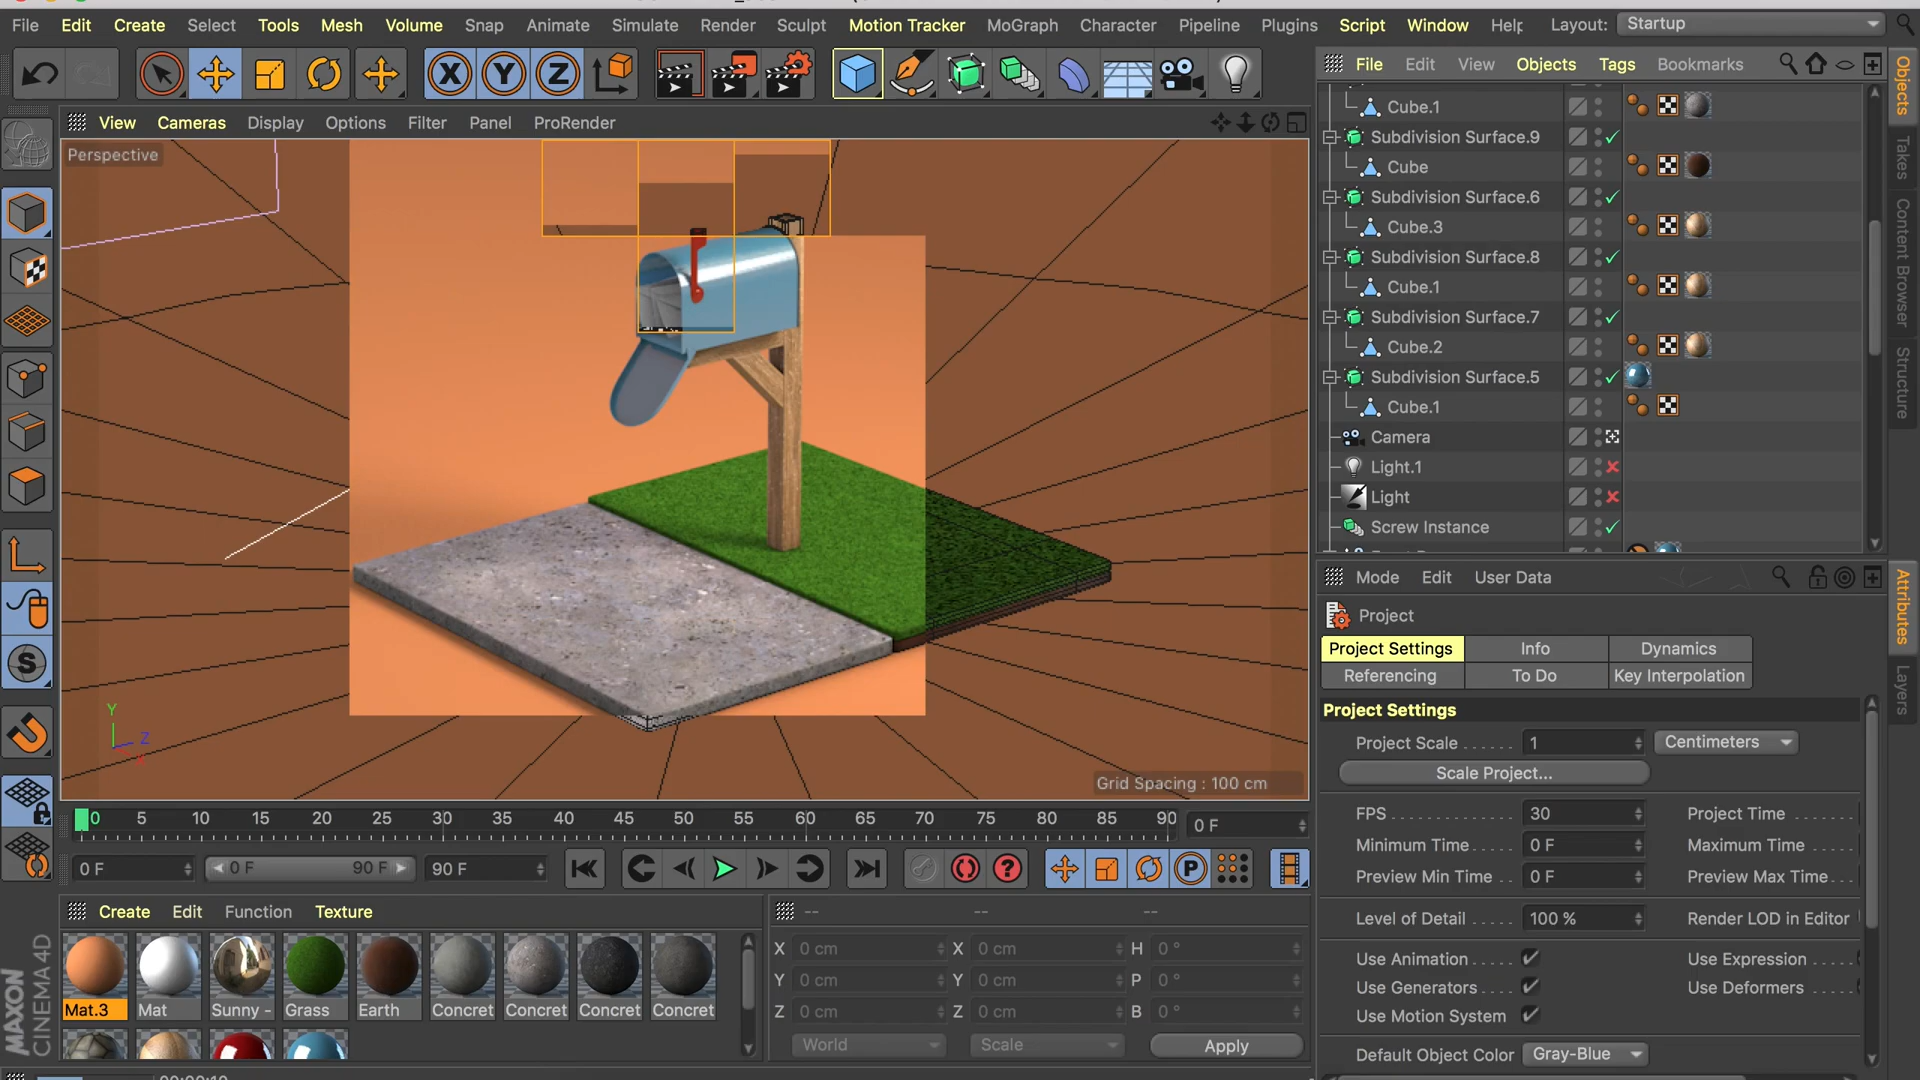 File Edit Create Select Tools Mesh Volume Snap Animate Simulate Render Sculpt Motion Tracker MoGraph Character Pipeline Plugins Script Window Help Layout: Startup
X Y Z
File Edit View Objects Tags Bookmarks
Objects
Takes
Content Browser
Structure
View Cameras Display Options Filter Panel ProRender
Perspective
Cube.1
Subdivision Surface.9
Cube
Subdivision Surface.6
Cube.3
Subdivision Surface.8
Cube.1
Subdivision Surface.7
Cube.2
Subdivision Surface.5
Cube.1
Camera
Light.1
Light
Screw Instance
Mode Edit User Data
Attributes
Layers
Project
Project Settings Info Dynamics
Referencing To Do Key Interpolation
Project Settings
Project Scale ...... 1 Centimeters
Scale Project...
FPS 30 Project Time
Minimum Time 0 F Maximum Time
Preview Min Time 0 F Preview Max Time
Level of Detail 100 % Render LOD in Editor
Use Animation Use Expression
Use Generators Use Deformers
Use Motion System
Default Object Color Gray-Blue
Y
Z
X
S
Grid Spacing : 100 cm
0 5 10 15 20 25 30 35 40 45 50 55 60 65 70 75 80 85 90 0 F
0 F 0 F 90 F 90 F ? P
Create Edit Function Texture
Mat.3 Mat Sunny - Grass Earth Concret Concret Concret Concret
-- -- --
X 0 cm X 0 cm H 0 °
Y 0 cm Y 0 cm P 0 °
Z 0 cm Z 0 cm B 0 °
World Scale Apply
MAXON
CINEMA4D